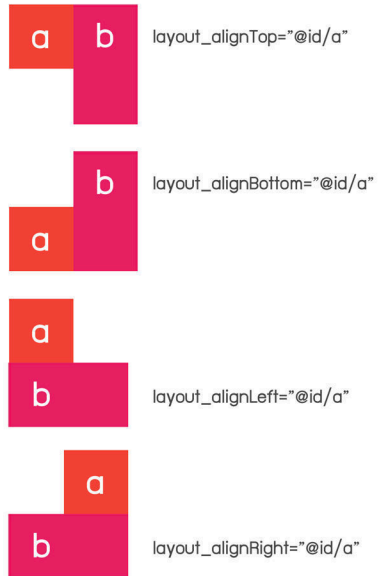 a b layout_alignTop="@id/a"
b layout_alignBottom="@id/a"
a
a
b layout_alignLeft="@id/a"
a
b layout_alignRight="@id/a"